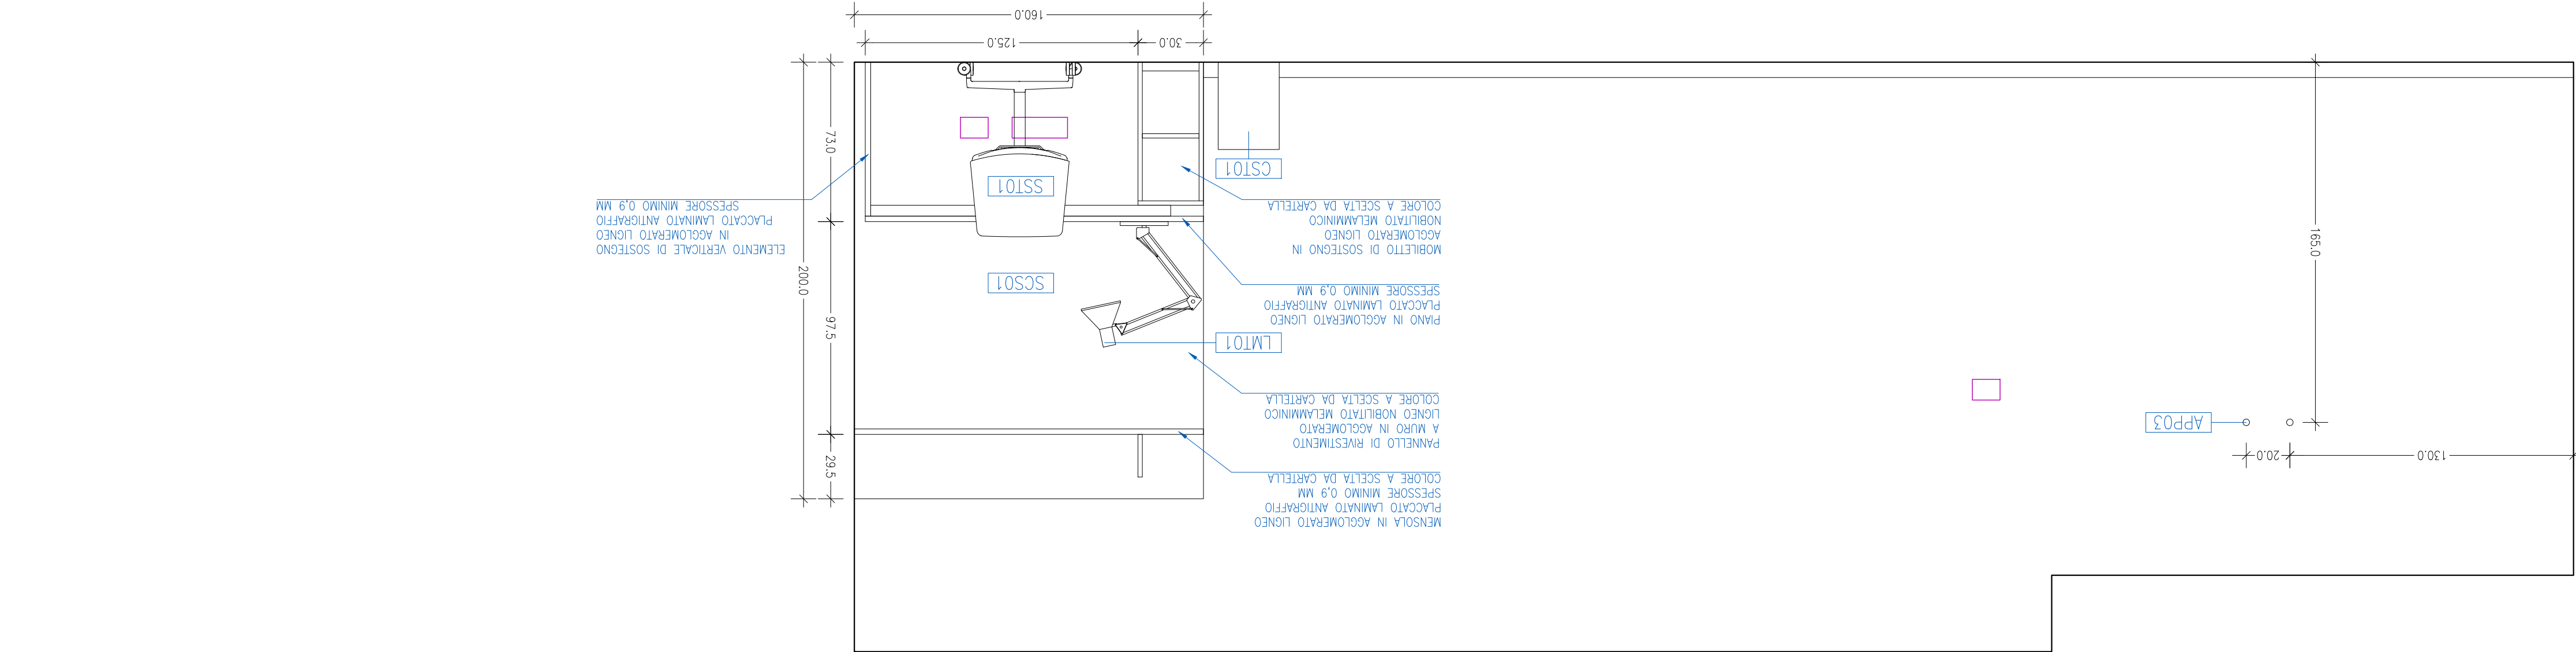 MENSOLA IN AGGLOMERATO LIGNEO
PLACCATO LAMINATO ANTIGRAFFIO
SPESSORE MINIMO 0,9 MM
COLORE A SCELTA DA CARTELLA
130.0
20.0
29.5
PANNELLO DI RIVESTIMENTO
A MURO IN AGGLOMERATO
LIGNEO NOBILITATO MELAMMINICO
COLORE A SCELTA DA CARTELLA
APP03
LMT01
97.5
PIANO IN AGGLOMERATO LIGNEO
PLACCATO LAMINATO ANTIGRAFFIO
SPESSORE MINIMO 0,9 MM
SCS01
200.0
165.0
MOBILETTO DI SOSTEGNO IN
AGGLOMERATO LIGNEO
NOBILITATO MELAMMINICO
COLORE A SCELTA DA CARTELLA
ELEMENTO VERTICALE DI SOSTEGNO
IN AGGLOMERATO LIGNEO
PLACCATO LAMINATO ANTIGRAFFIO
SPESSORE MINIMO 0,9 MM
SST01
CST01
73.0
30.0
125.0
160.0